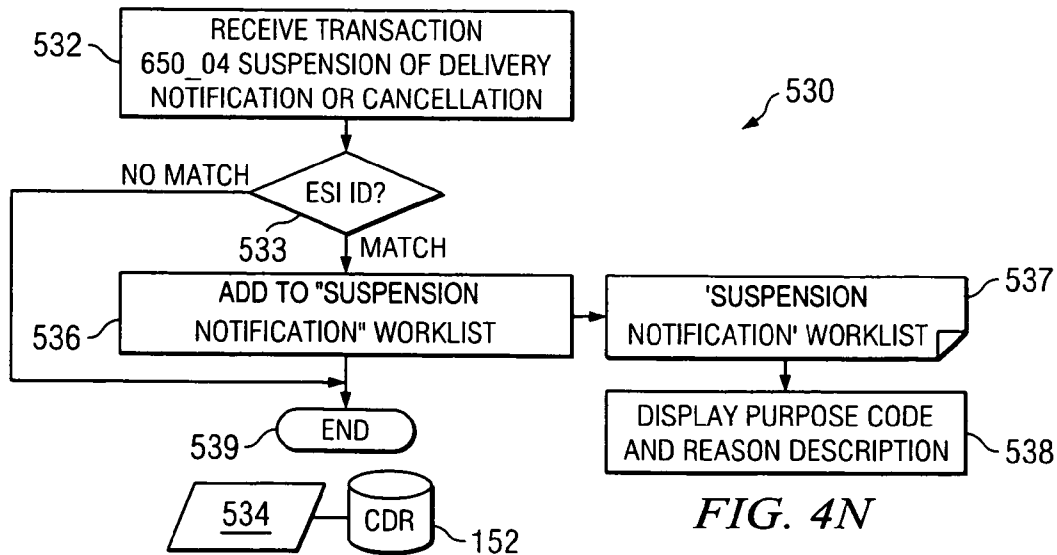 532
RECEIVE TRANSACTION
650_04 SUSPENSION OF DELIVERY
NOTIFICATION OR CANCELLATION
530
NO MATCH
ESI ID?
533
MATCH
536
ADD TO "SUSPENSION
NOTIFICATION" WORKLIST
'SUSPENSION
NOTIFICATION' WORKLIST
537
DISPLAY PURPOSE CODE
AND REASON DESCRIPTION
538
539
END
534
CDR
152
FIG. 4N